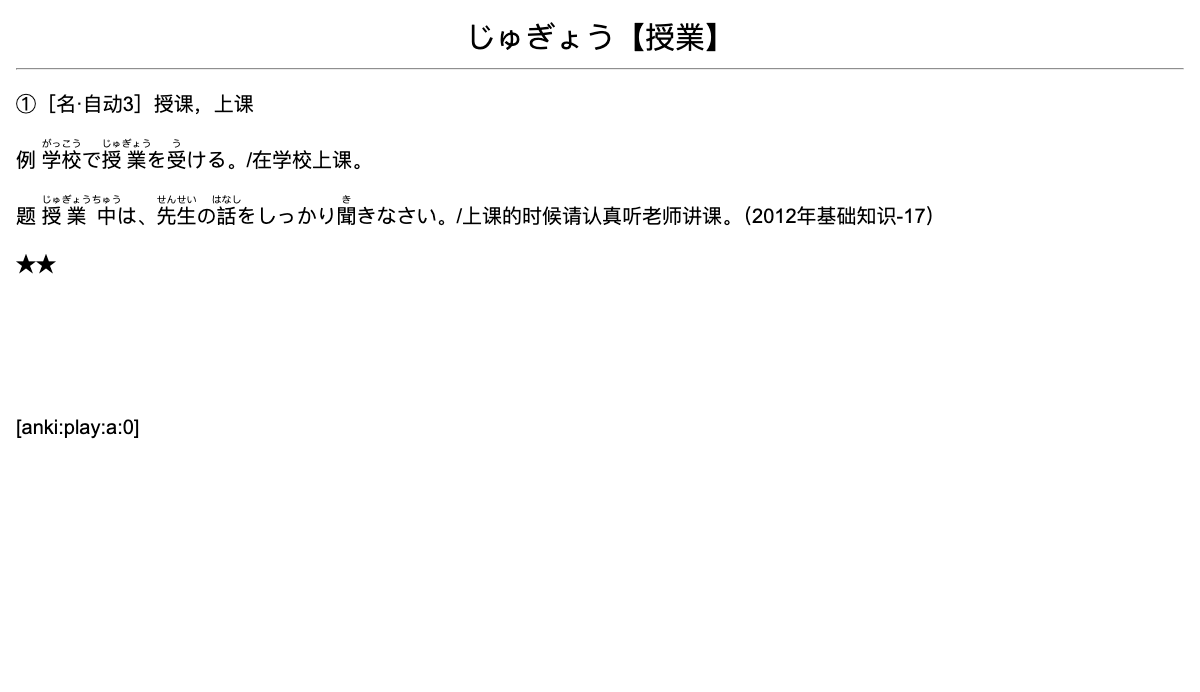 じゅぎょう【授業】
①［名·自动3］授课，上课
がっこう じゅぎょう う
例 学校で授業を受ける。/在学校上课。
じゅぎょうちゅう せんせい はなし き
题 授業中は、先生の話をしっかり聞きなさい。/上课的时候请认真听老师讲课。（2012年基础知识-17）
★★
[anki:play:a:0]